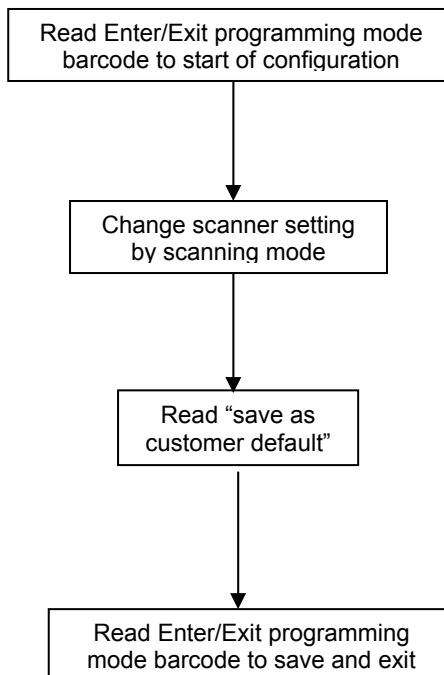 Read Enter/Exit programming mode
barcode to start of configuration
Change scanner setting
by scanning mode
Read “save as
customer default”
Read Enter/Exit programming
mode barcode to save and exit